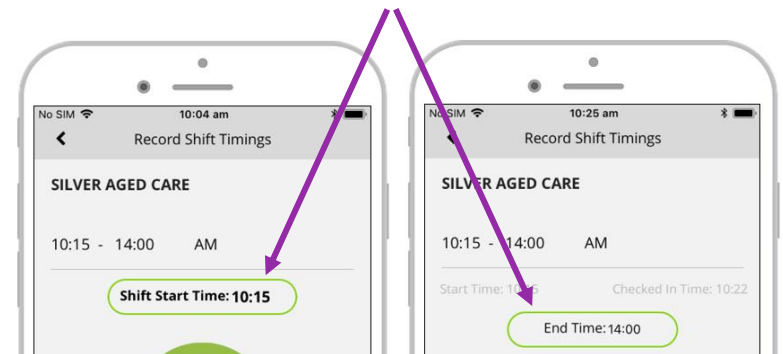 No SIM 10:04 am
Record Shift Timings
SILVER AGED CARE
10:15 - 14:00 AM
Shift Start Time: 10:15
No SIM 10:25 am
Record Shift Timings
SILVER AGED CARE
10:15 - 14:00 AM
Start Time: Checked In Time: 10:22
End Time: 14:00